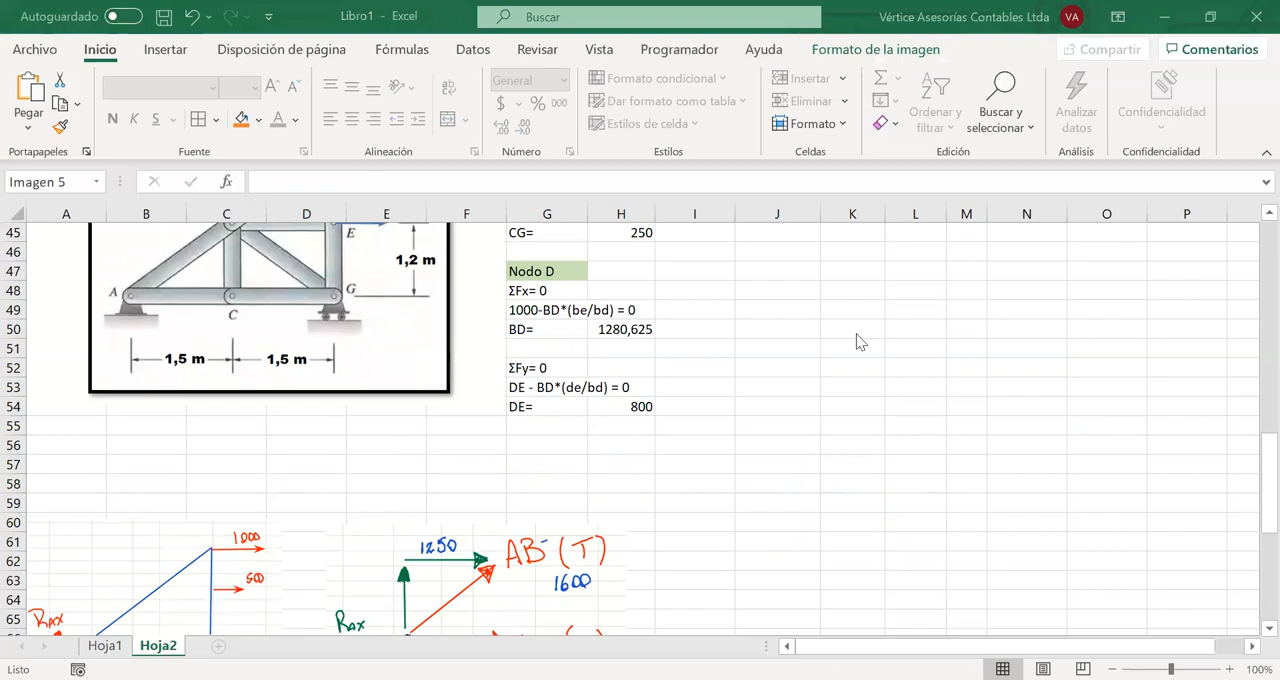 Autoguardado
Libro1 - Excel
Buscar
Vértice Asesorías Contables Ltda
VA
Archivo Inicio Insertar Disposición de página Fórmulas Datos Revisar Vista Programador Ayuda Formato de la imagen
Compartir
Comentarios
Pegar
N K S
A A
ab
General
$ % 000
Formato condicional
Dar formato como tabla
Estilos de celda
Insertar
Eliminar
Formato
Ordenar y filtrar
Buscar y seleccionar
Analizar datos
Confidencialidad
Portapapeles Fuente Alineación Número Estilos Celdas Edición Análisis Confidencialidad
Imagen 5
fx
A B C D E F G H I J K L M N O P
45 CG= 250
46
47 Nodo D
48 ΣFx= 0
49 1000-BD*(be/bd) = 0
50 BD= 1280,625
51
52 ΣFy= 0
53 DE - BD*(de/bd) = 0
54 DE= 800
55
56
57
58
59
60
61
62
63
64
65
E
1,2 m
A
G
C
1,5 m 1,5 m
1000
500
RAX
1250
AB (T)
1600
RAX
Hoja1 Hoja2
Listo
100%